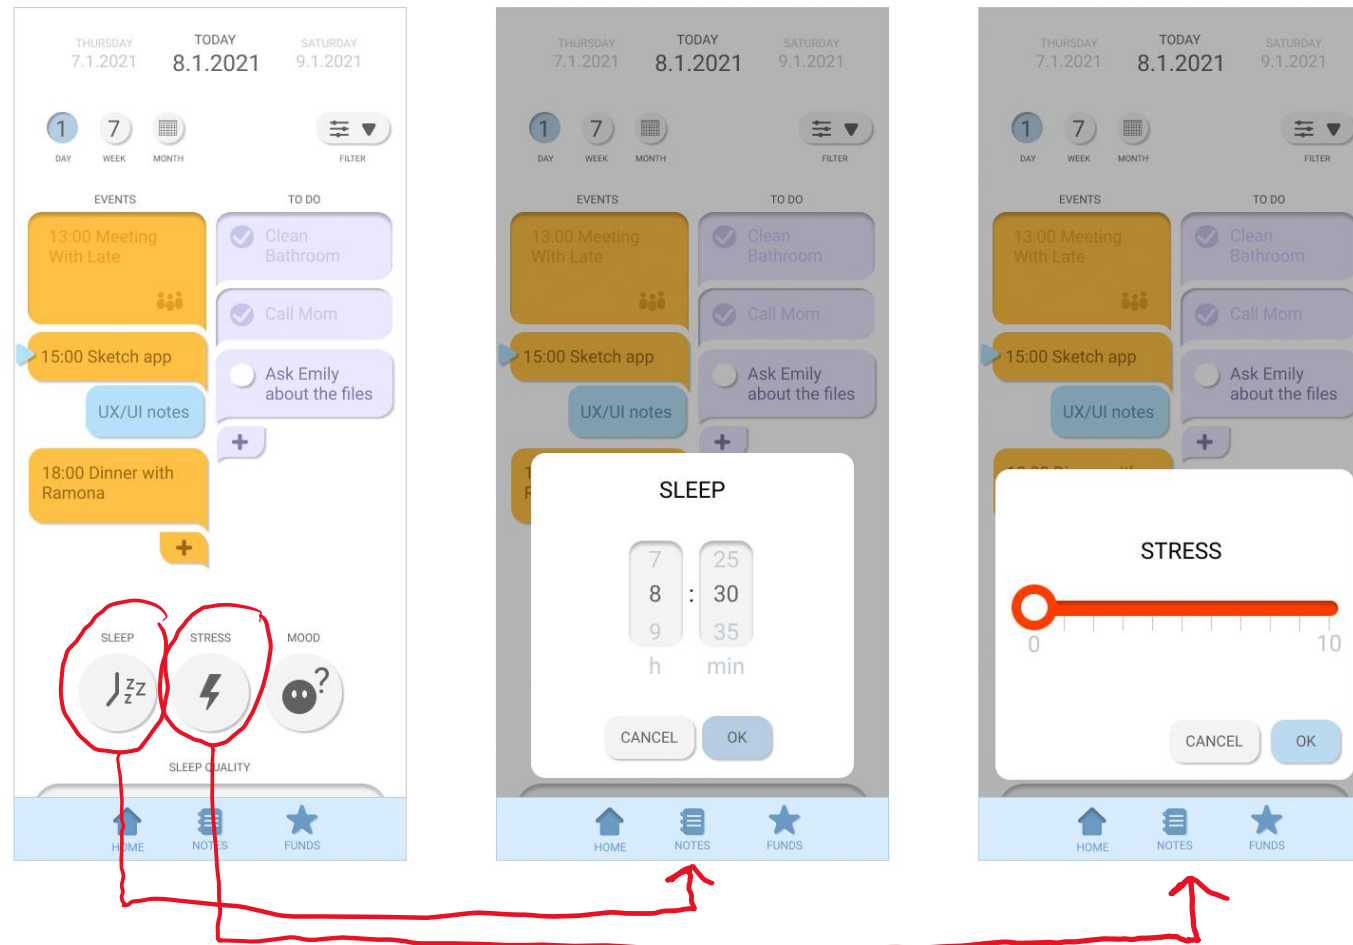 THURSDAY TODAY SATURDAY
7.1.2021 8.1.2021 9.1.2021
1 7
DAY WEEK MONTH FILTER
EVENTS TO DO
13:00 Meeting
With Late
Clean
Bathroom
Call Mom
15:00 Sketch app
Ask Emily
about the files
UX/UI notes
+
18:00 Dinner with
Ramona
+
SLEEP STRESS MOOD
zzz ?
SLEEP QUALITY
HOME NOTES FUNDS
THURSDAY TODAY SATURDAY
7.1.2021 8.1.2021 9.1.2021
1 7
DAY WEEK MONTH FILTER
EVENTS TO DO
13:00 Meeting
With Late
Clean
Bathroom
Call Mom
15:00 Sketch app
Ask Emily
about the files
UX/UI notes
+
SLEEP
7 25
8 : 30
9 35
h min
CANCEL OK
HOME NOTES FUNDS
THURSDAY TODAY SATURDAY
7.1.2021 8.1.2021 9.1.2021
1 7
DAY WEEK MONTH FILTER
EVENTS TO DO
13:00 Meeting
With Late
Clean
Bathroom
Call Mom
15:00 Sketch app
Ask Emily
about the files
UX/UI notes
+
STRESS
0 10
CANCEL OK
HOME NOTES FUNDS